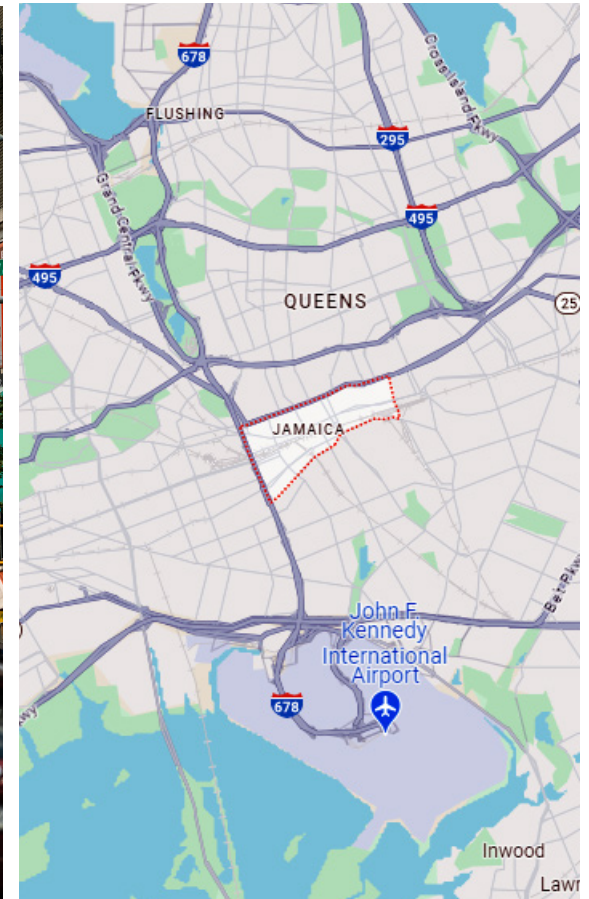 678
FLUSHING
Cross Island Pkwy
295
Grand Central Pkwy
495
495
QUEENS
25
JAMAICA
Belt Pkwy
John F.
Kennedy
International
Airport
678
Inwood